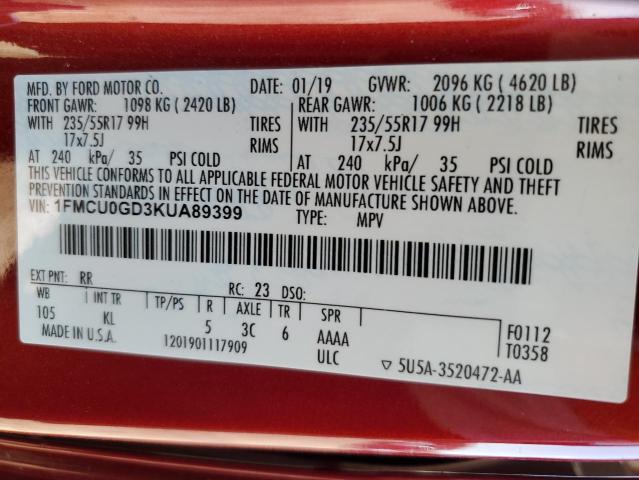 MFD. BY FORD MOTOR CO. DATE: 01/19 GVWR: 2096 KG ( 4620 LB)
FRONT GAWR: 1098 KG ( 2420 LB) REAR GAWR: 1006 KG ( 2218 LB)
WITH 235/55R17 99H TIRES WITH 235/55R17 99H TIRES
17x7.5J RIMS 17x7.5J RIMS
AT 240 kPa/ 35 PSI COLD AT 240 kPa/ 35 PSI COLD
THIS VEHICLE CONFORMS TO ALL APPLICABLE FEDERAL MOTOR VEHICLE SAFETY AND THEFT
PREVENTION STANDARDS IN EFFECT ON THE DATE OF MANUFACTURE SHOWN ABOVE.
VIN: 1FMCU0GD3KUA89399 TYPE: MPV
EXT PNT: RR RC: 23 DSO:
WB INT TR TP/PS R AXLE TR SPR
105 KL 5 3C 6 AAAA F0112
MADE IN U.S.A. 1201901117909 ULC T0358
▽ 5U5A-3520472-AA